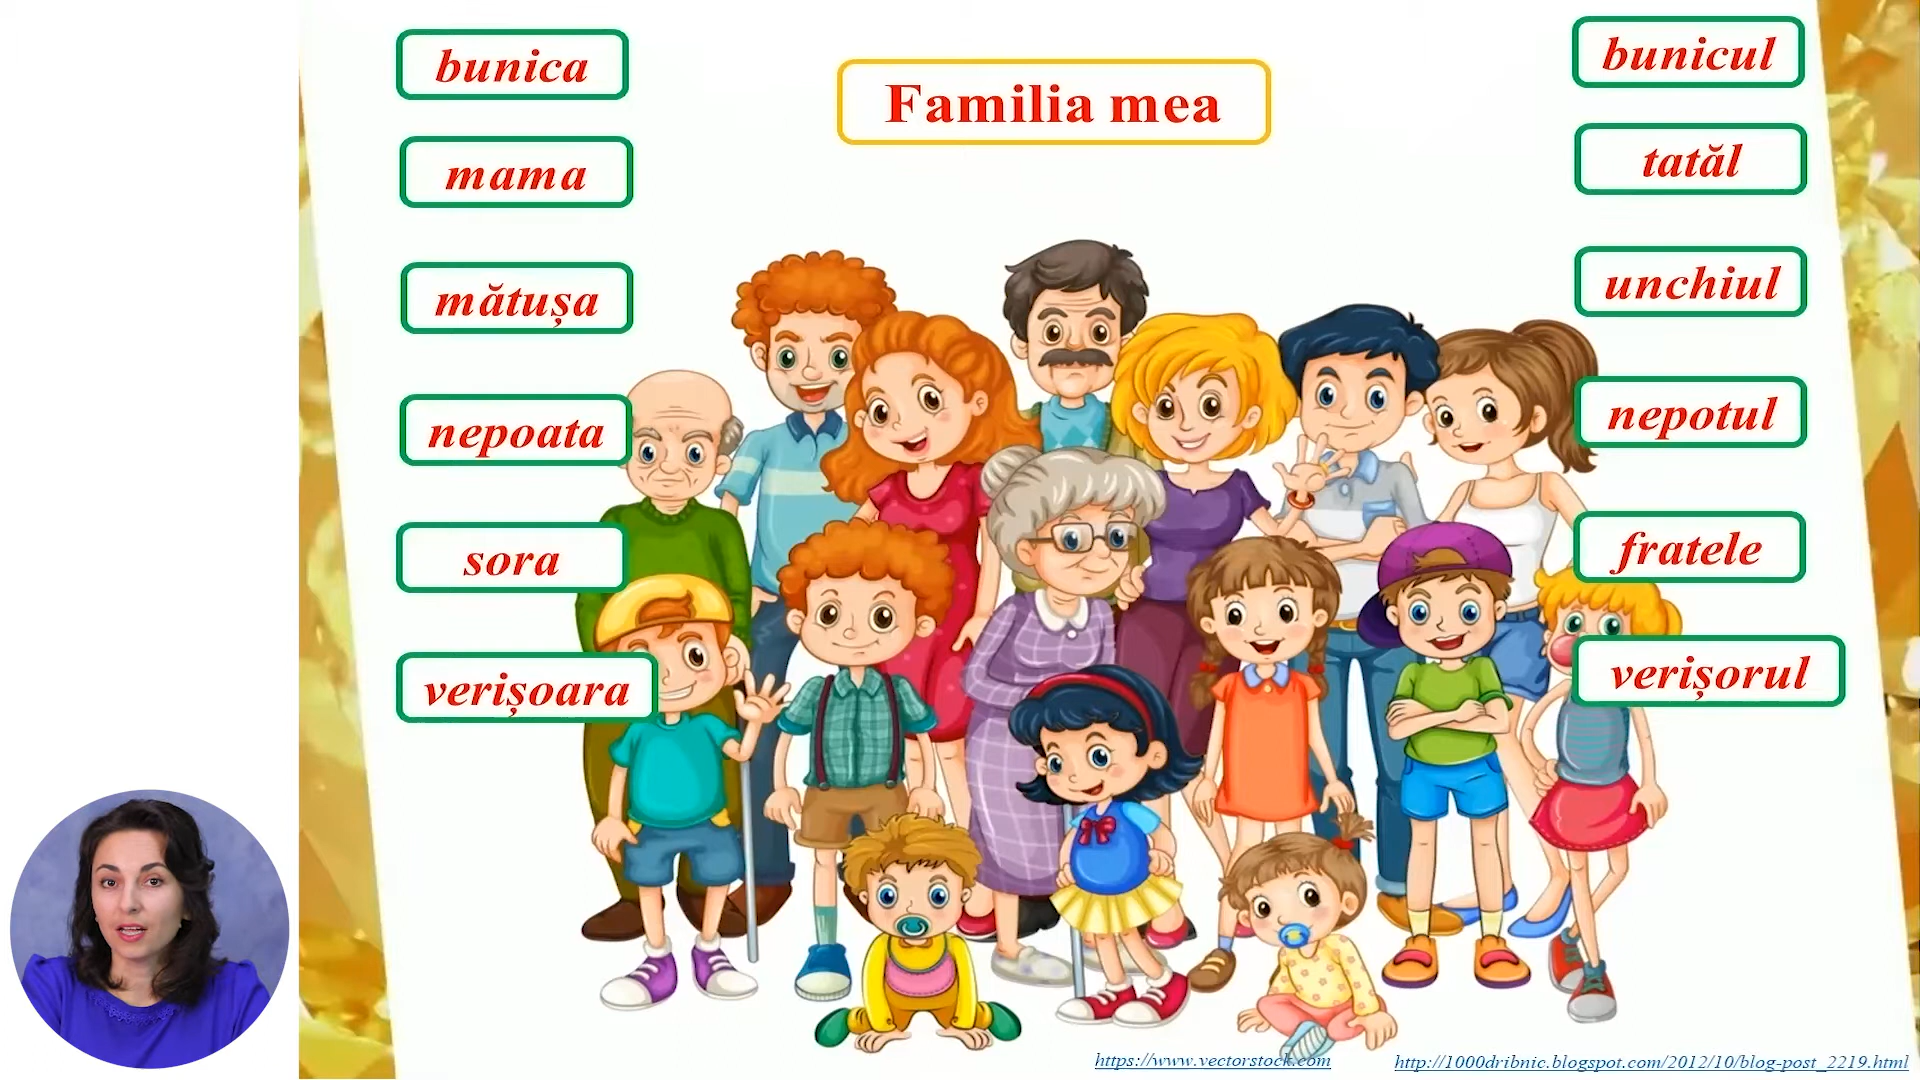 Familia mea
bunica
bunicul
mama
tatăl
mătușa
unchiul
nepoata
nepotul
sora
fratele
verișoara
verișorul
https://www.vectorstock.com
http://1000dribnic.blogspot.com/2012/10/blog-post_2219.html